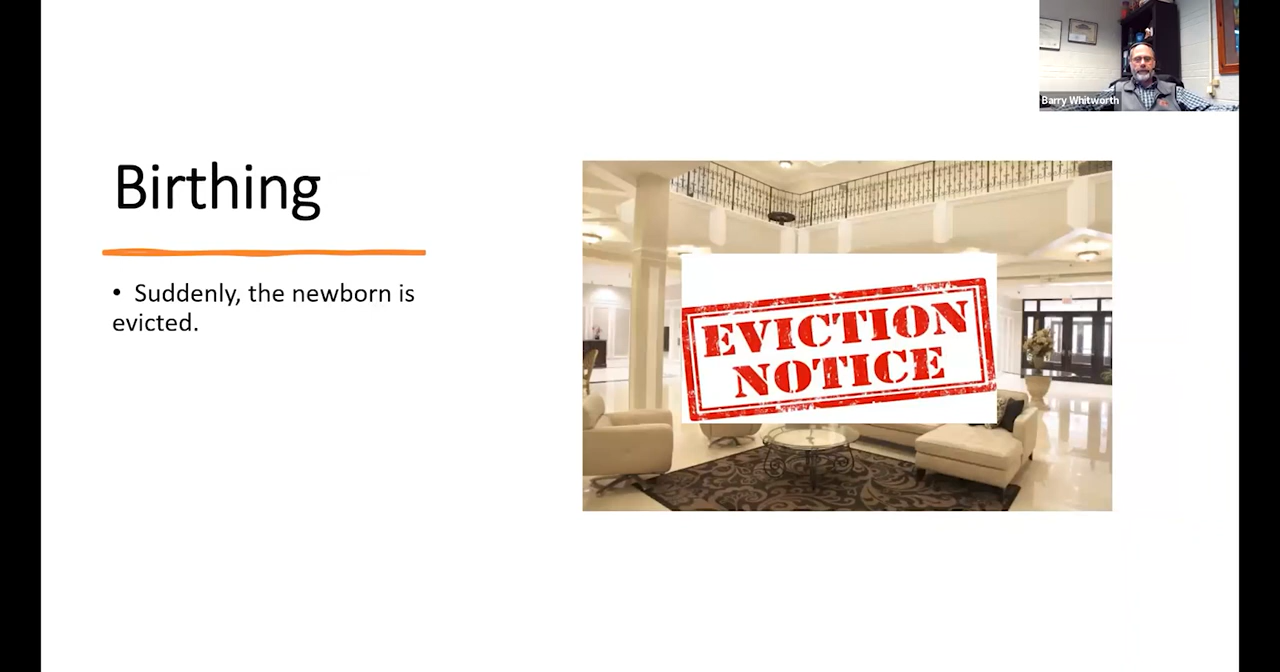 Barry Whitworth
Birthing
• Suddenly, the newborn is
evicted.
EVICTION
NOTICE